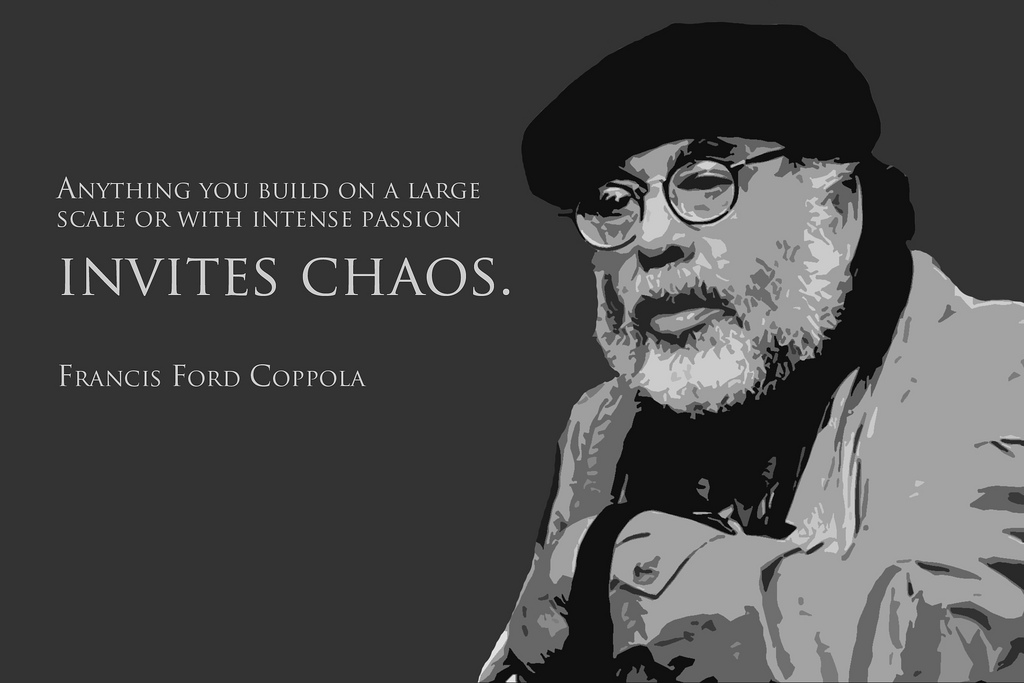 Anything you build on a large
scale or with intense passion
invites chaos.
Francis Ford Coppola